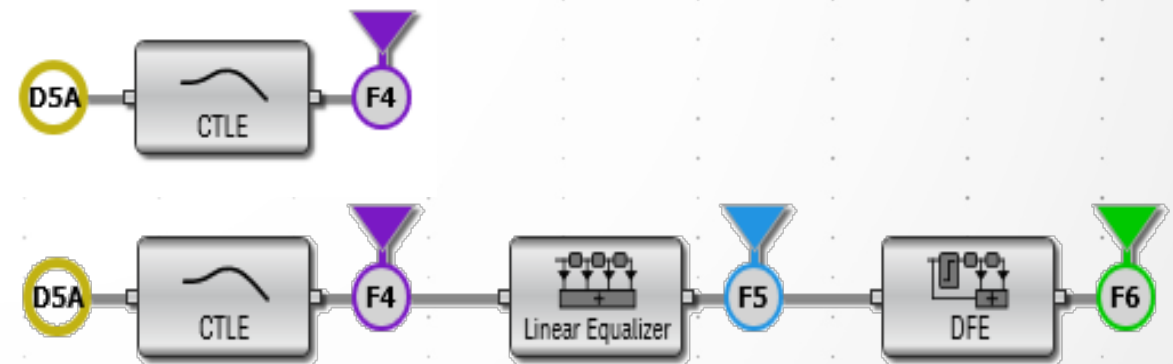 D5A CTLE F4
D5A CTLE F4 + Linear Equalizer F5 + DFE F6